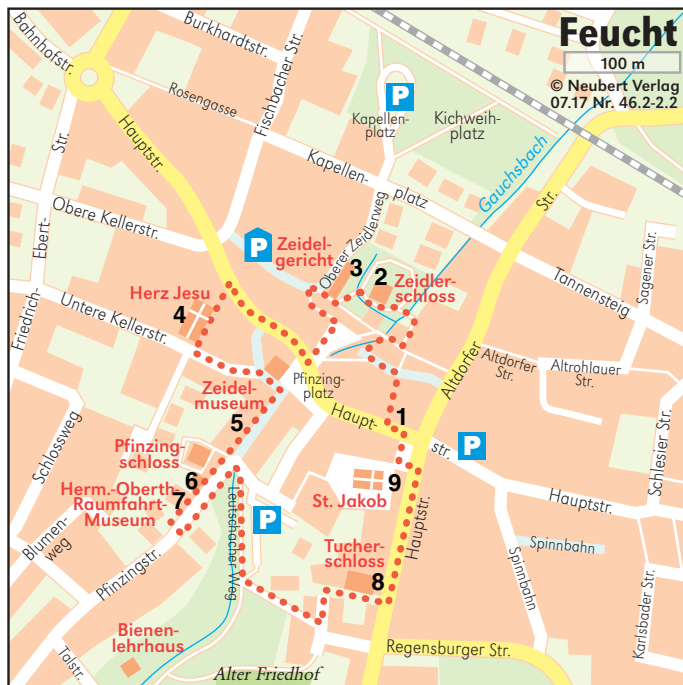 Feucht
100 m
© Neubert Verlag
07.17 Nr. 46.2-2.2
Bahnhofstr.
Burkhardtstr.
Fischbacher Str.
Rosengasse
Hauptstr.
P
Kapellen-
platz
Kichweih-
platz
Kapellen-
platz
Gauchsbach
Str.
Friedrich-
Ebert-
Str.
Obere Kellerstr.
P
Zeidel-
gericht
3
Oberer Zeidlerweg
2
Zeidler-
schloss
Tannensteig
Sagener Str.
Herz Jesu
4
Untere Kellerstr.
Altdorfer
Altdorfer
Str.
Altrohlauer
Str.
Pfinzing-
platz
Zeidel-
museum
5
Haupt-
str.
1
P
Schlossweg
Pfinzing-
schloss
6
Herm.-Oberth-
Raumfahrt-
Museum
7
9
St. Jakob
Hauptstr.
Hauptstr.
Schlesier Str.
Blumen-
weg
Leutschacher Weg
P
Spinnbahn
Spinnbahn
Pfinzingstr.
Tucher-
schloss
8
Karlsbader Str.
Bienen-
lehrhaus
Talstr.
Alter Friedhof
Regensburger Str.